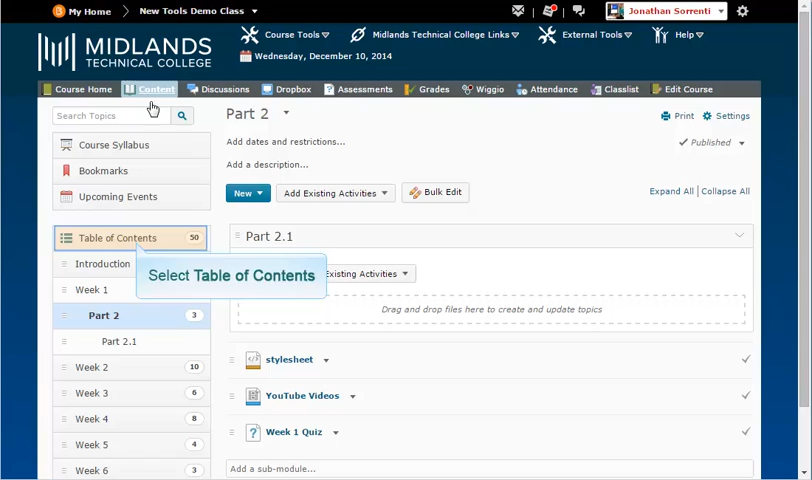 My Home New Tools Demo Class Jonathan Sorrenti
MIDLANDS
TECHNICAL COLLEGE
Course Tools Midlands Technical College Links External Tools Help
Wednesday, December 10, 2014
Course Home Content Discussions Dropbox Assessments Grades Wiggio Attendance Classlist Edit Course
Search Topics
Part 2
Print Settings
Course Syllabus
Add dates and restrictions...
Published
Bookmarks
Add a description...
Upcoming Events
New Add Existing Activities Bulk Edit
Expand All | Collapse All
Table of Contents 50
Part 2.1
Introduction
Select Table of Contents
Existing Activities
Week 1
Drag and drop files here to create and update topics
Part 2 3
Part 2.1
stylesheet
Week 2 10
YouTube Videos
Week 3 6
Week 4 8
Week 1 Quiz
Week 5 4
Week 6 3
Add a sub-module...